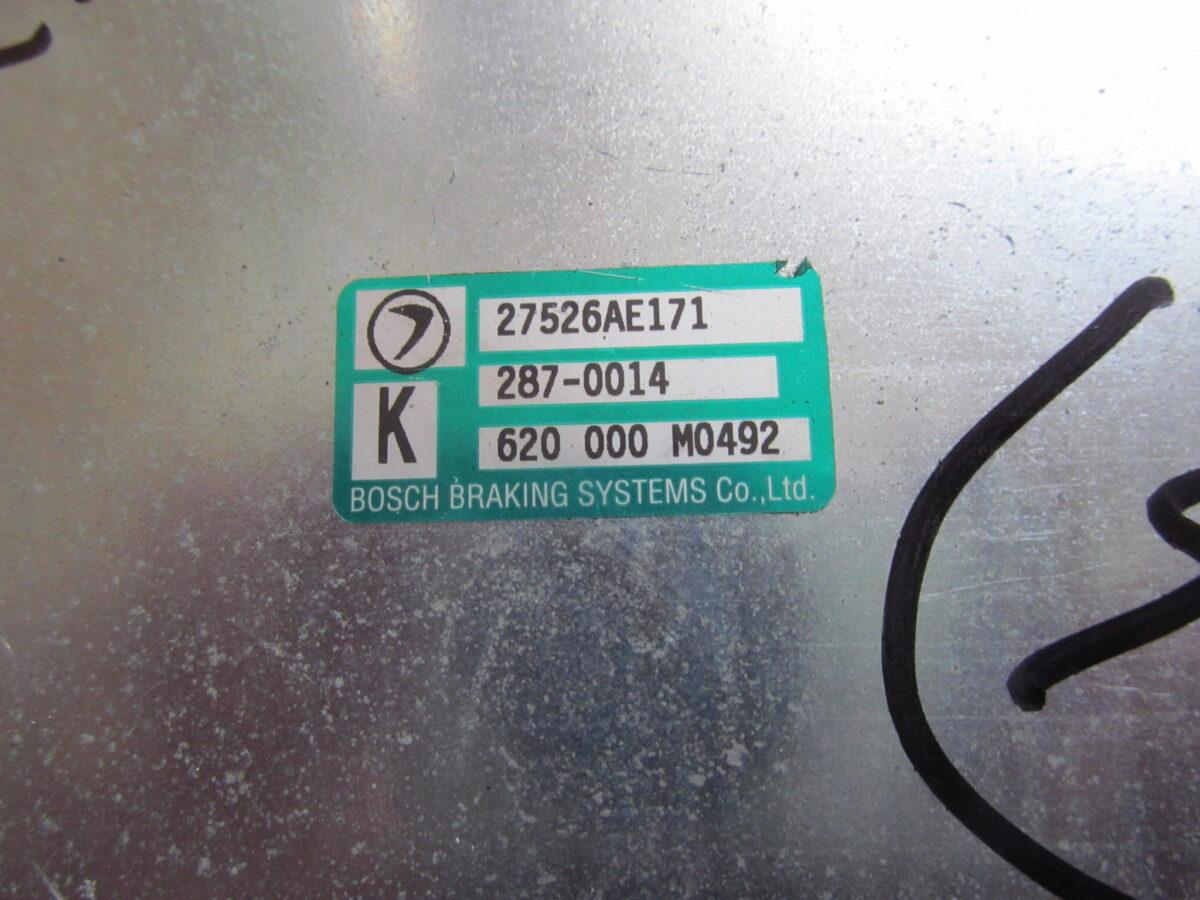 27526AE171
287-0014
K
620 000 M0492
BOSCH BRAKING SYSTEMS Co.,Ltd.